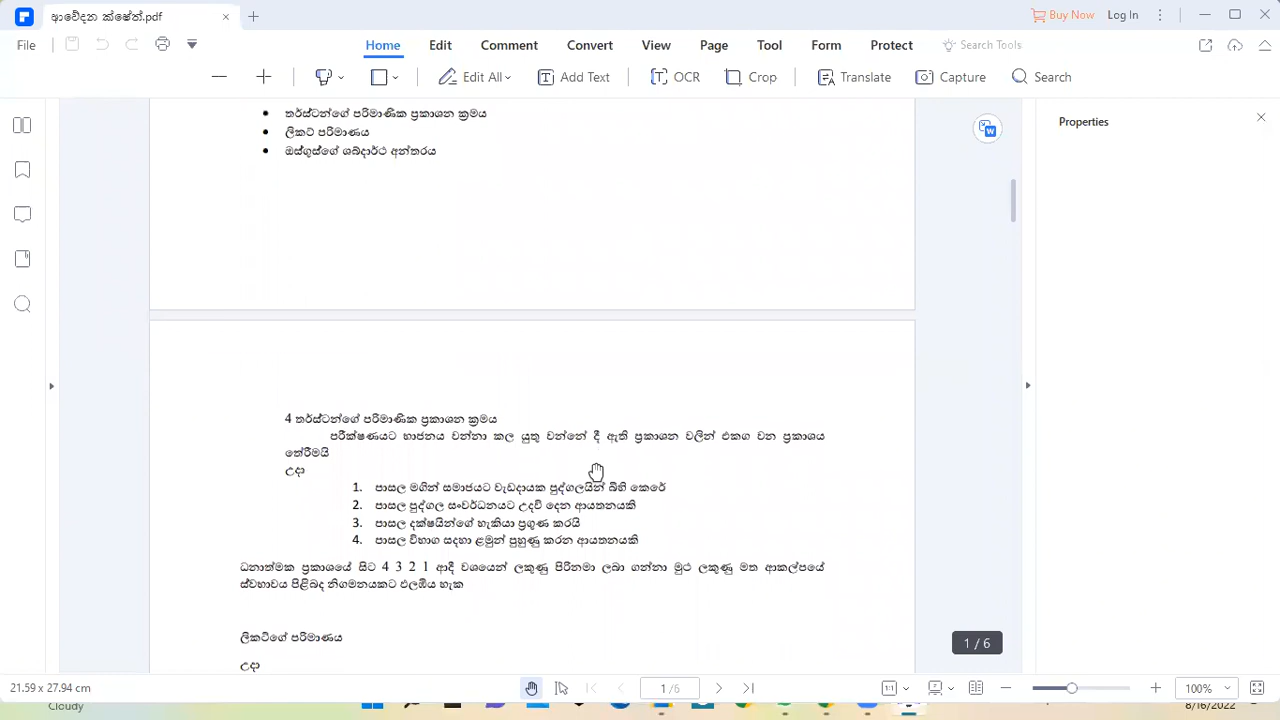 ආවේදන ක්ෂේත්‍ර.pdf
Buy Now
Log In
File
Home
Edit
Comment
Convert
View
Page
Tool
Form
Protect
Search Tools
Edit All
Add Text
OCR
Crop
Translate
Capture
Search
Properties
• තර්ස්ටන්ගේ පරිමාණික ප්‍රකාශන ක්‍රමය
• ලිකට් පරිමාණය
• ඔස්ගුස්ගේ ශබ්දාර්ථ අන්තරය
4 තර්ස්ටන්ගේ පරිමාණික ප්‍රකාශන ක්‍රමය
පරීක්ෂණයට භාජනය වන්නා කල යුතු වන්නේ දී ඇති ප්‍රකාශන වලින් එකඟ වන ප්‍රකාශය
තේරීමයි
උදා
1. පාසල මගින් සමාජයට වැඩදායක පුද්ගලයින් බිහි කෙරේ
2. පාසල පුද්ගල සංවර්ධනයට උදව් දෙන ආයතනයකි
3. පාසල දක්ෂයින්ගේ හැකියා ප්‍රගුණ කරයි
4. පාසල විභාග සඳහා ළමුන් පුහුණු කරන ආයතනයකි
ධනාත්මක ප්‍රකාශයේ සිට 4 3 2 1 ආදී වශයෙන් ලකුණු පිරිනමා ලබා ගන්නා මුථ ලකුණු මත ආකල්පයේ
ස්වභාවය පිළිබද නිගමනයකට එලඹිය හැක
ලිකට්ගේ පරිමාණය
උදා
1 / 6
21.59 x 27.94 cm
1 /6
100%
Cloudy
8/16/2022